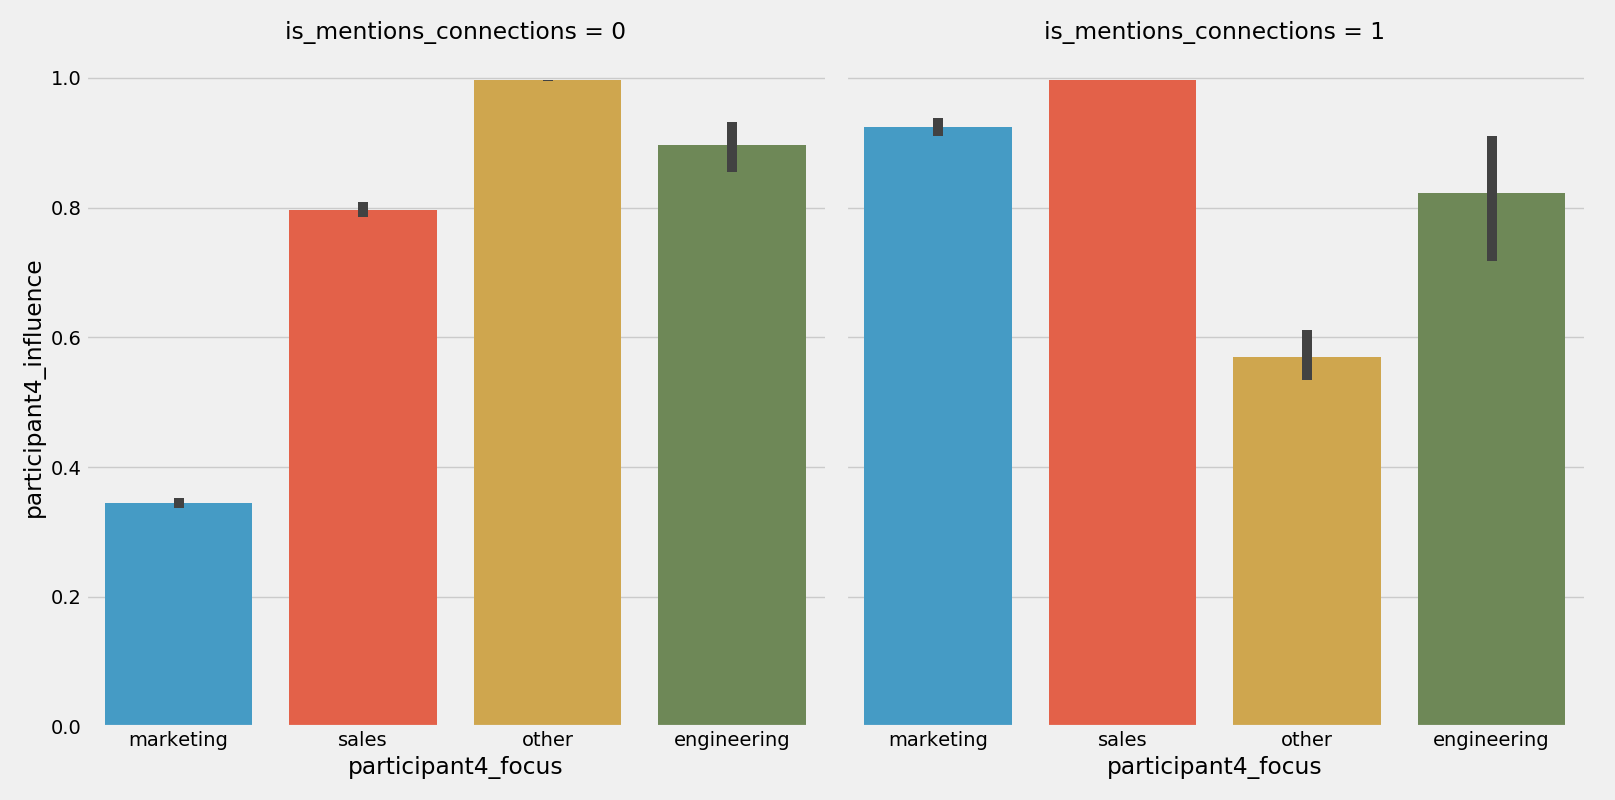 is_mentions_connections = 0
is_mentions_connections = 1
participant4_influence
1.0
0.8
0.6
0.4
0.2
0.0
marketing
sales
other
engineering
marketing
sales
other
engineering
participant4_focus
participant4_focus